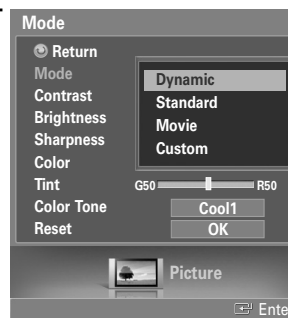 Mode
Return
Mode
Dynamic
Contrast
Standard
Brightness
Movie
Sharpness
Custom
Color
Tint G50 R50
Color Tone Cool1
Reset OK
Picture
Ente